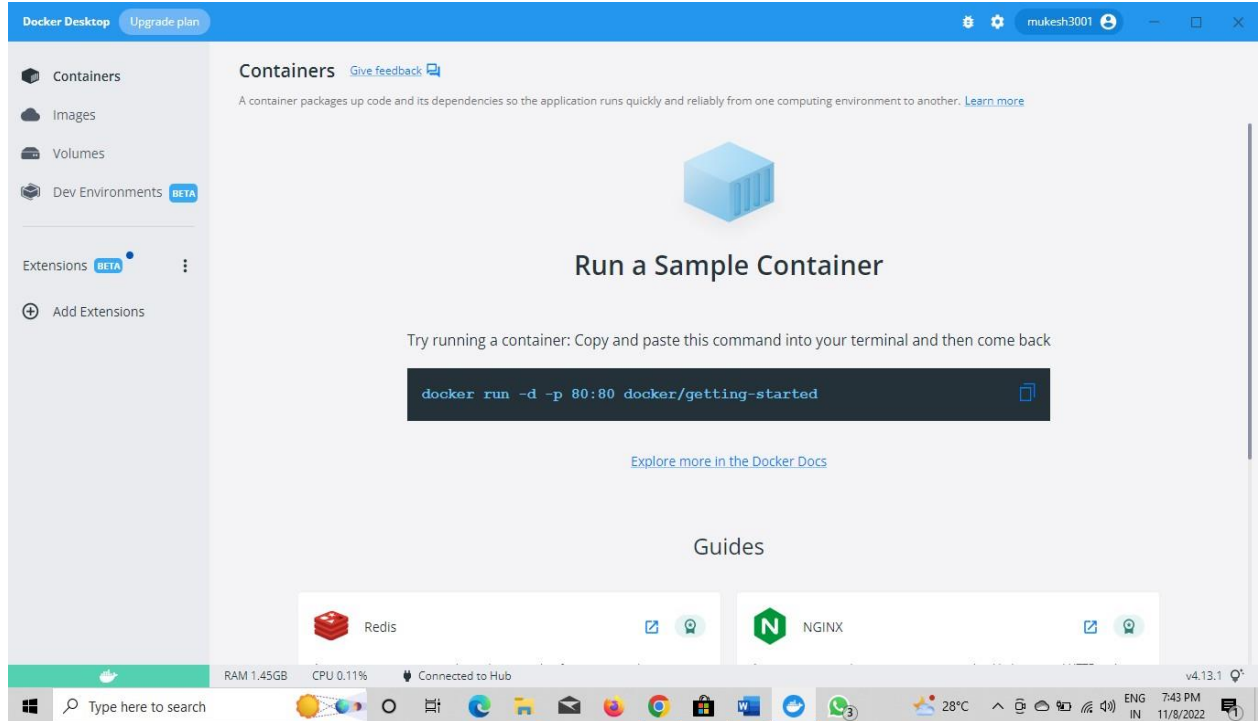 Docker Desktop Upgrade plan mukesh3001
Containers
Images
Volumes
Dev Environments BETA
Extensions BETA
Add Extensions
Containers Give feedback
A container packages up code and its dependencies so the application runs quickly and reliably from one computing environment to another. Learn more
Run a Sample Container
Try running a container: Copy and paste this command into your terminal and then come back
docker run -d -p 80:80 docker/getting-started
Explore more in the Docker Docs
Guides
Redis
NGINX
RAM 1.45GB CPU 0.11% Connected to Hub v4.13.1
Type here to search 28°C ENG 7:43 PM
IN 11/8/2022